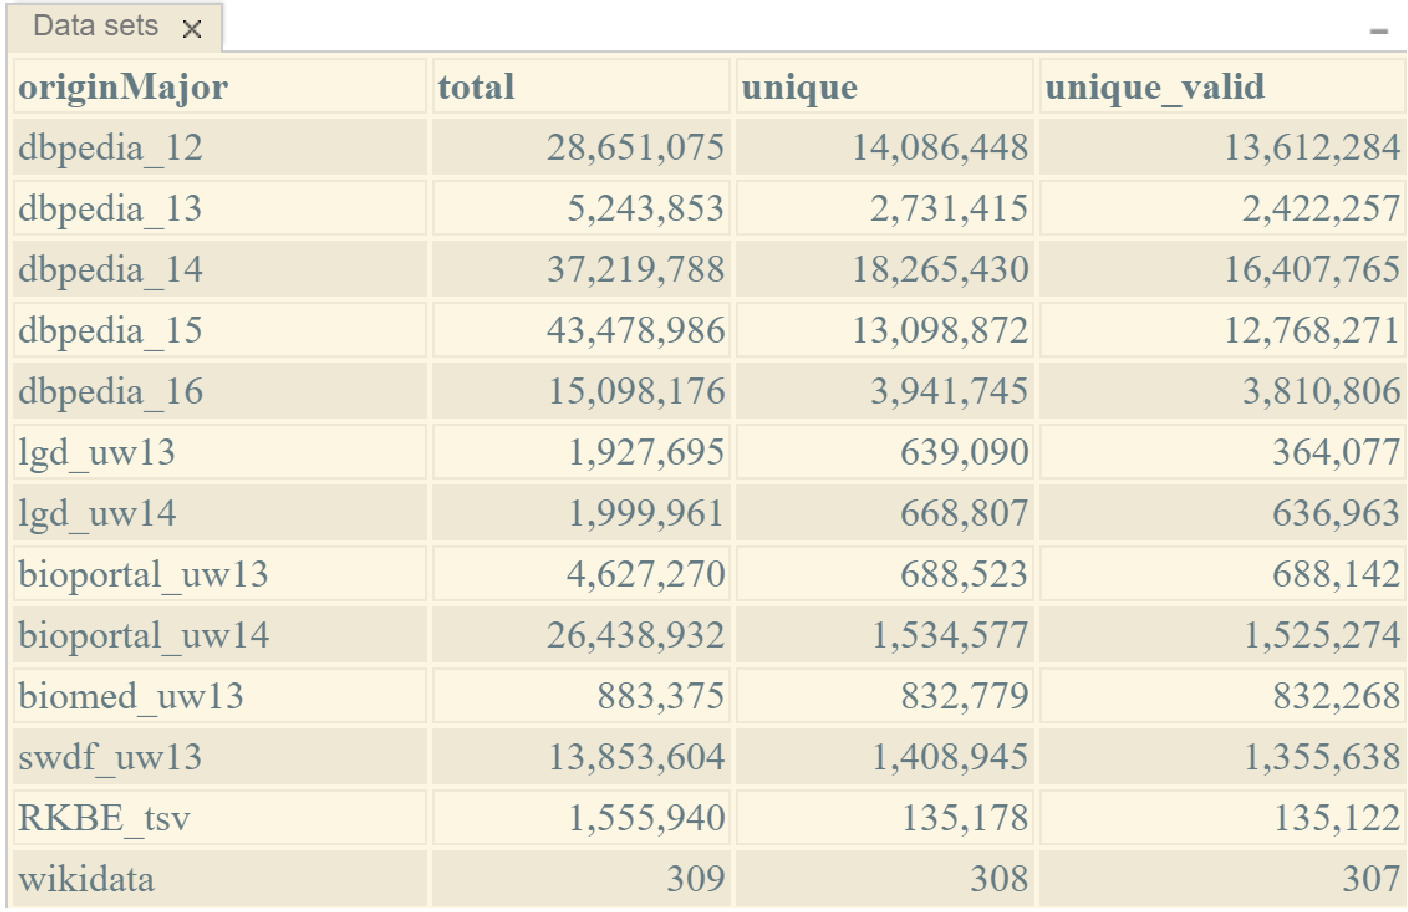 Data sets
originMajor total unique unique_valid
dbpedia_12 28,651,075 14,086,448 13,612,284
dbpedia_13 5,243,853 2,731,415 2,422,257
dbpedia_14 37,219,788 18,265,430 16,407,765
dbpedia_15 43,478,986 13,098,872 12,768,271
dbpedia_16 15,098,176 3,941,745 3,810,806
lgd_uw13 1,927,695 639,090 364,077
lgd_uw14 1,999,961 668,807 636,963
bioportal_uw13 4,627,270 688,523 688,142
bioportal_uw14 26,438,932 1,534,577 1,525,274
biomed_uw13 883,375 832,779 832,268
swdf_uw13 13,853,604 1,408,945 1,355,638
RKBE_tsv 1,555,940 135,178 135,122
wikidata 309 308 307